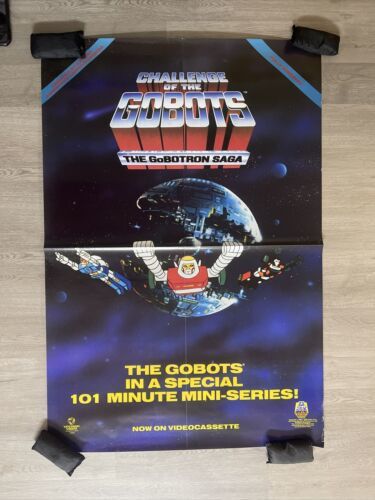 CHALLENGE
OF THE
GOBOTS
THE GoBOTRON SAGA
THE GOBOTS
IN A SPECIAL
101 MINUTE MINI-SERIES!
NOW ON VIDEOCASSETTE